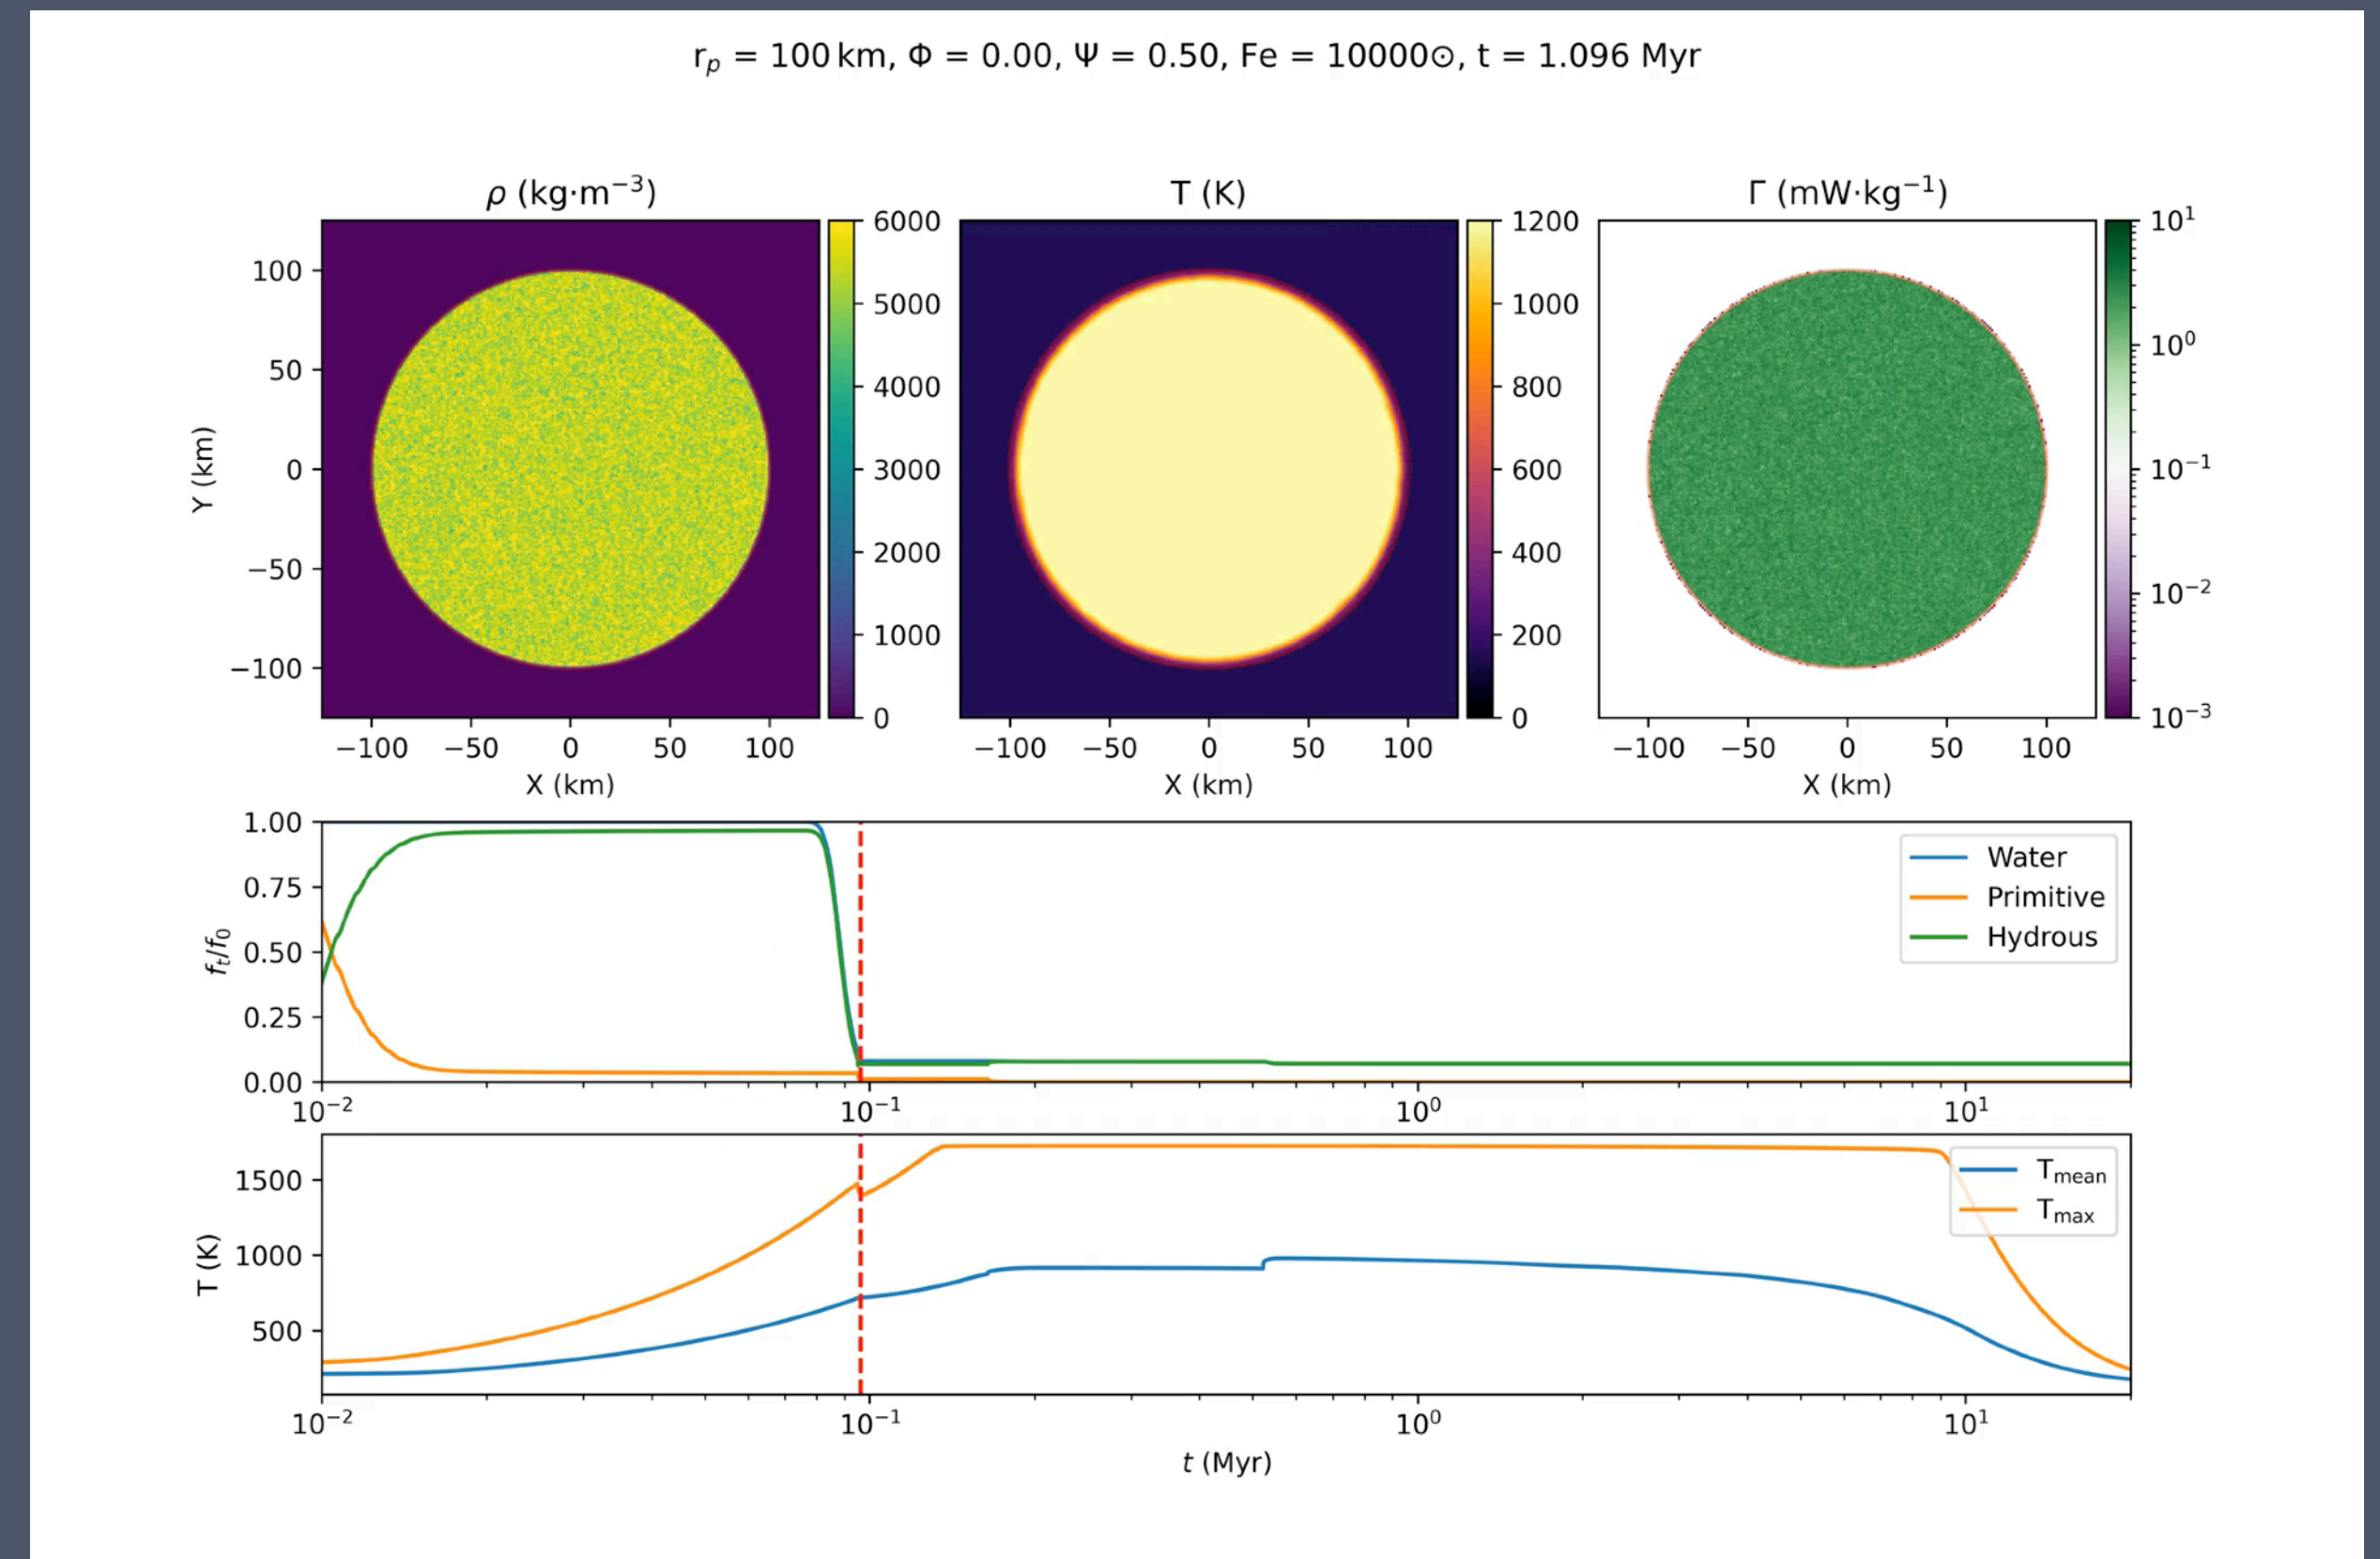 r_p = 100 km, Φ = 0.00, Ψ = 0.50, Fe = 10000⊙, t = 1.096 Myr
ρ (kg·m⁻³)
T (K)
Γ (mW·kg⁻¹)
Y (km)
100
50
0
−50
−100
−100 −50 0 50 100
X (km)
6000
5000
4000
3000
2000
1000
0
−100 −50 0 50 100
X (km)
1200
1000
800
600
400
200
0
−100 −50 0 50 100
X (km)
10¹
10⁰
10⁻¹
10⁻²
10⁻³
f_t/f_0
1.00
0.75
0.50
0.25
0.00
Water
Primitive
Hydrous
10⁻² 10⁻¹ 10⁰ 10¹
T (K)
1500
1000
500
T_mean
T_max
10⁻² 10⁻¹ 10⁰ 10¹
t (Myr)